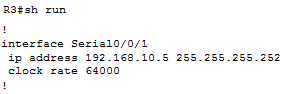 R3#sh run
!
interface Serial0/0/1
 ip address 192.168.10.5 255.255.255.252
 clock rate 64000
!